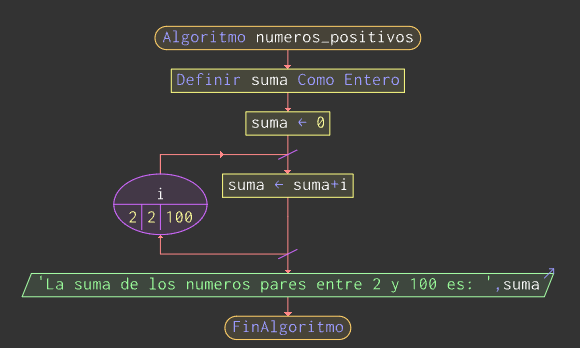 Algoritmo numeros_positivos
Definir suma Como Entero
suma ← 0
suma ← suma+i
i
2 2 100
'La suma de los numeros pares entre 2 y 100 es: ',suma
FinAlgoritmo